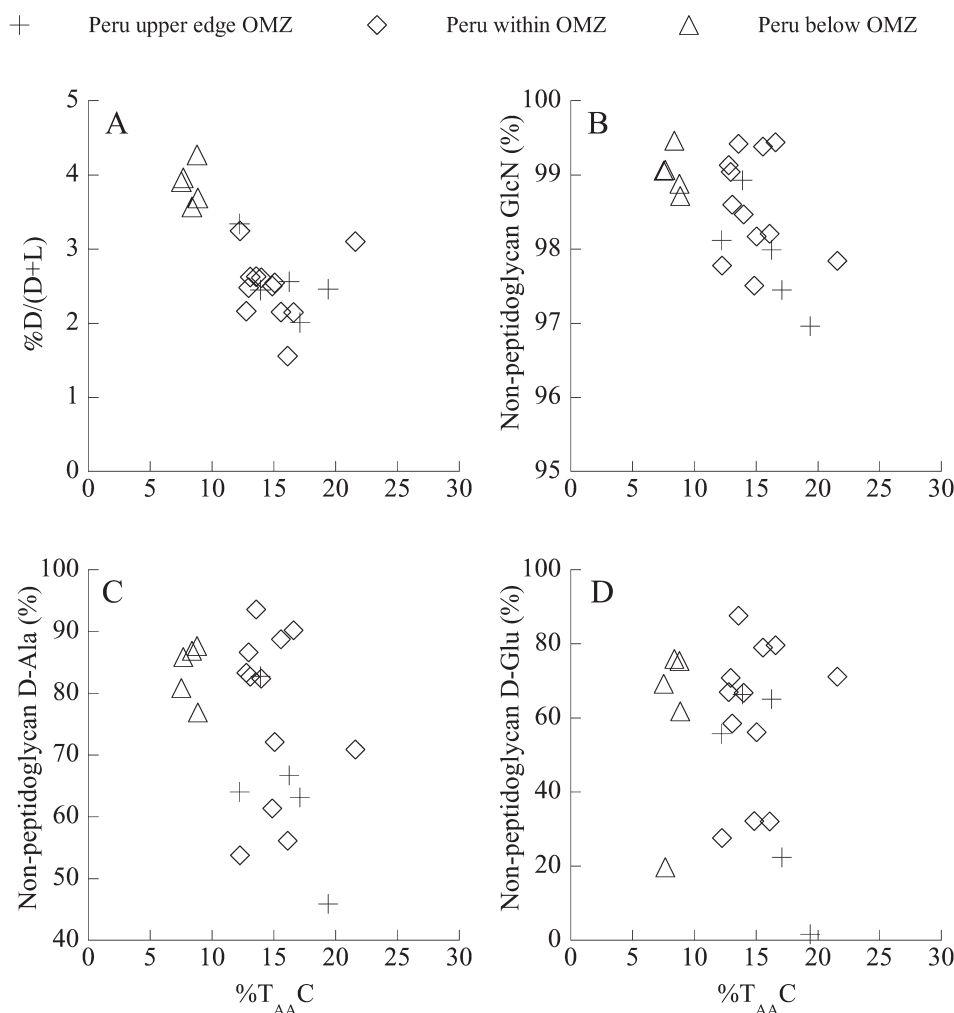 Peru upper edge OMZ Peru within OMZ Peru below OMZ
A
%D/(D+L)
5
4
3
2
1
0
0 5 10 15 20 25 30
B
Non-peptidoglycan GlcN (%)
100
99
98
97
96
95
0 5 10 15 20 25 30
C
Non-peptidoglycan D-Ala (%)
100
90
80
70
60
50
40
0 5 10 15 20 25 30
%T_AA C
D
Non-peptidoglycan D-Glu (%)
100
80
60
40
20
0
0 5 10 15 20 25 30
%T_AA C